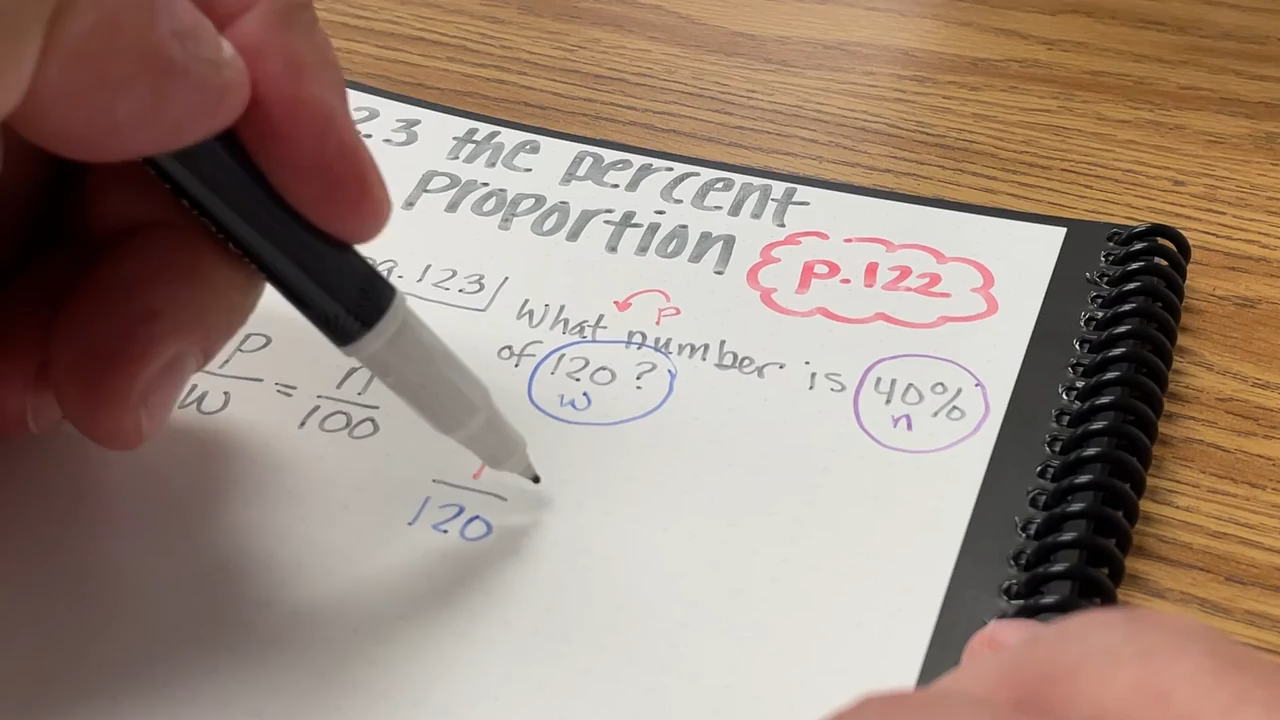 2.3 the percent
proportion
p.122
pg.123
What number is 40%
P
n
of 120?
w
P/w = n/100
120